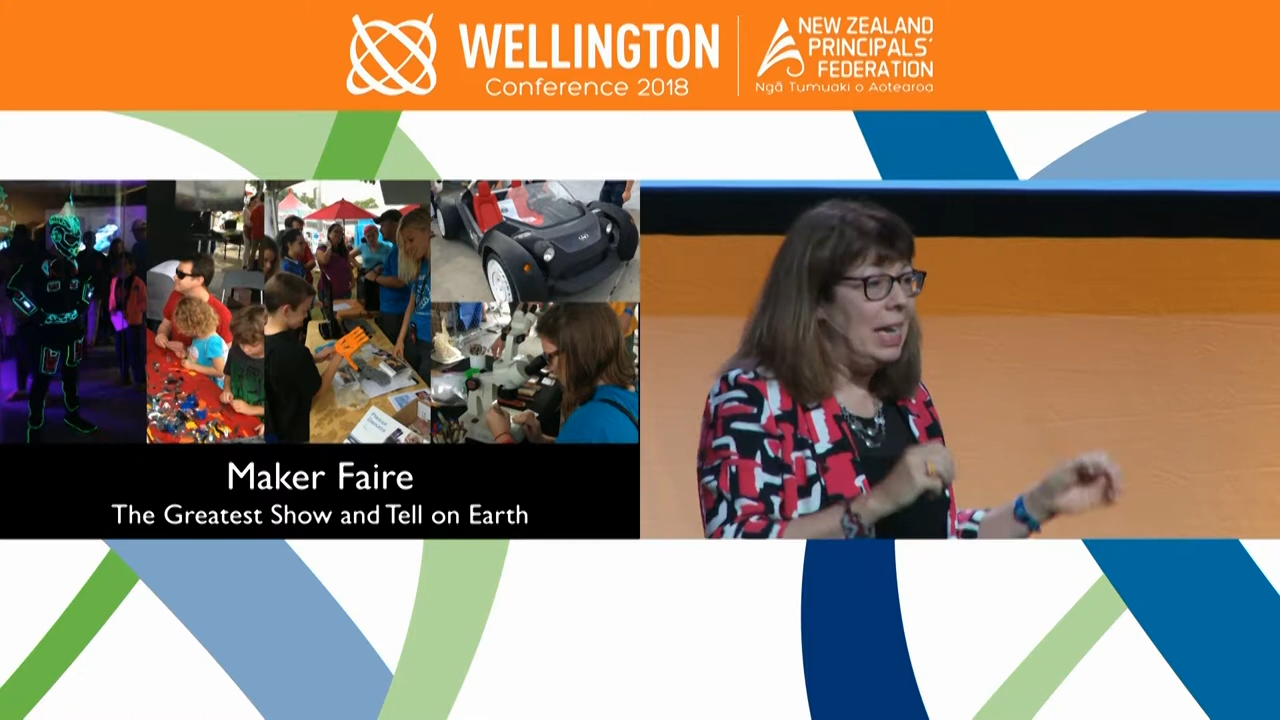 WELLINGTON
Conference 2018
NEW ZEALAND
PRINCIPALS'
FEDERATION
Ngā Tumuaki o Aotearoa
Maker Faire
The Greatest Show and Tell on Earth